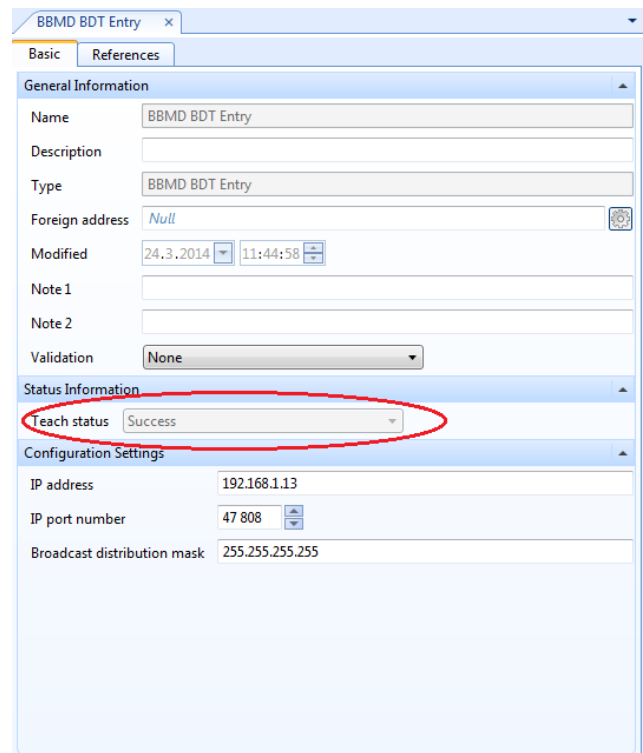 BBMD BDT Entry
Basic References
General Information
Name BBMD BDT Entry
Description
Type BBMD BDT Entry
Foreign address Null
Modified 24.3.2014 11:44:58
Note 1
Note 2
Validation None
Status Information
Teach status Success
Configuration Settings
IP address 192.168.1.13
IP port number 47 808
Broadcast distribution mask 255.255.255.255